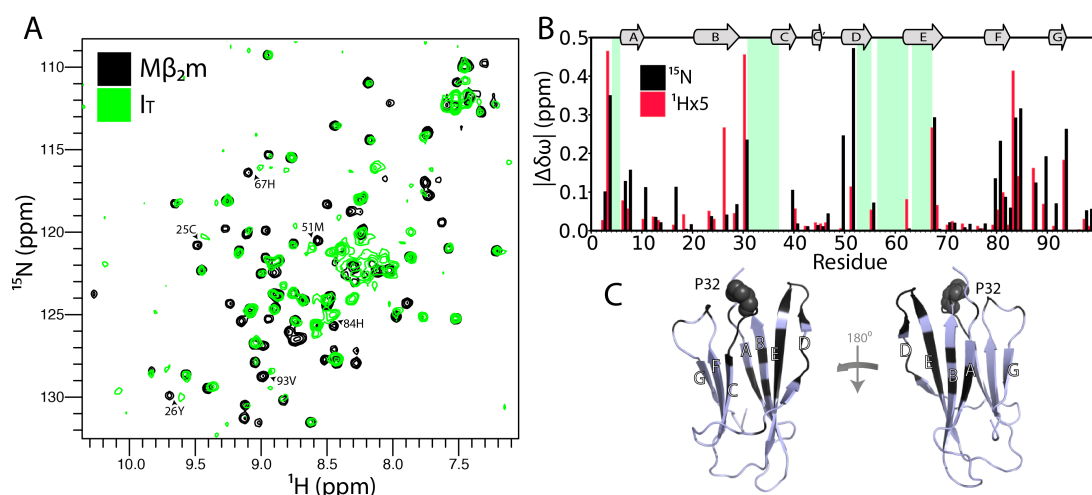 A
Mβ₂m
Iᴛ
110
115
120
125
130
¹⁵N (ppm)
67H
25C
51M
84H
93V
26Y
10.0 9.5 9.0 8.5 8.0 7.5
¹H (ppm)
B
A B C C' D E F G
0.5
0.4
0.3
0.2
0.1
0.0
|Δδω| (ppm)
¹⁵N
¹Hx5
0 10 20 30 40 50 60 70 80 90
Residue
C
P32 P32
180⁰
G F C A B E D
D E B A G